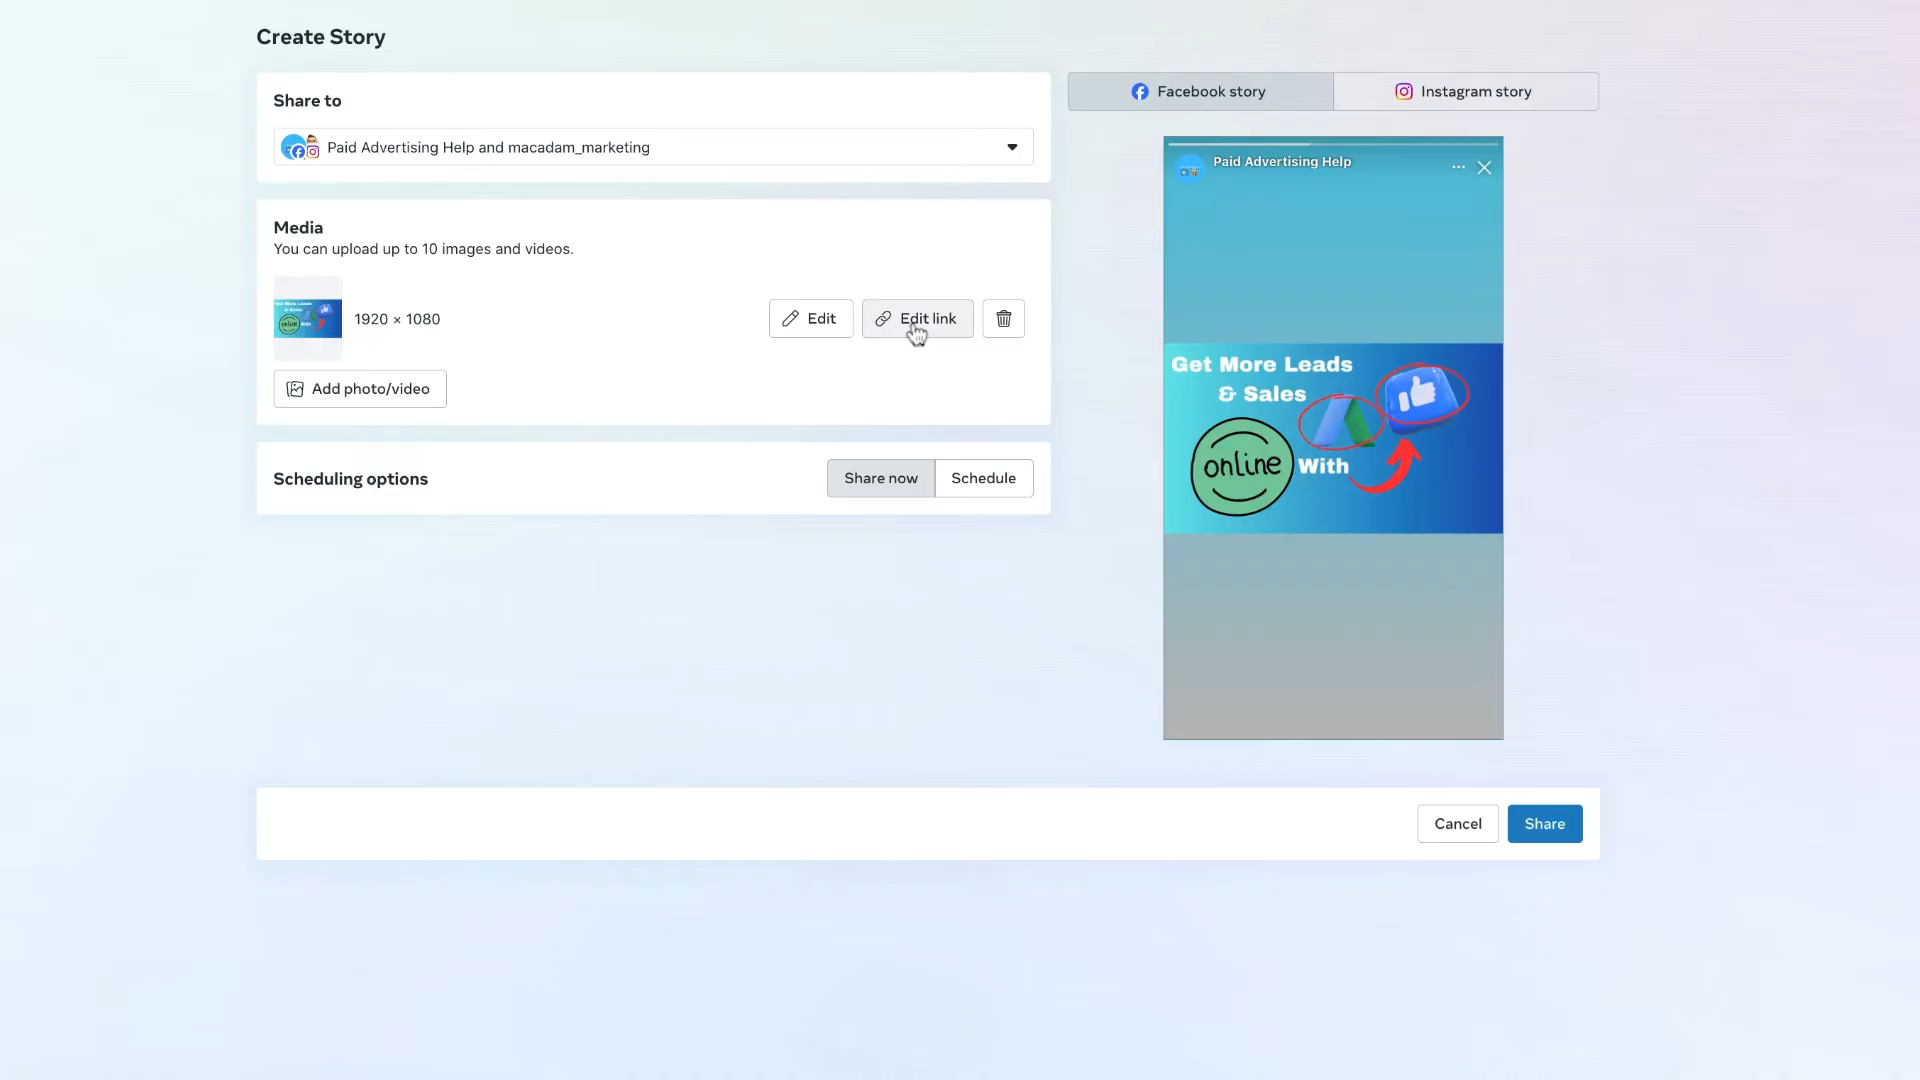 Create Story
Share to
Paid Advertising Help and macadam_marketing
Media
You can upload up to 10 images and videos.
1920 × 1080
Edit
Edit link
Add photo/video
Scheduling options
Share now
Schedule
Facebook story
Instagram story
Paid Advertising Help
Get More Leads
& Sales
online
With
Cancel
Share